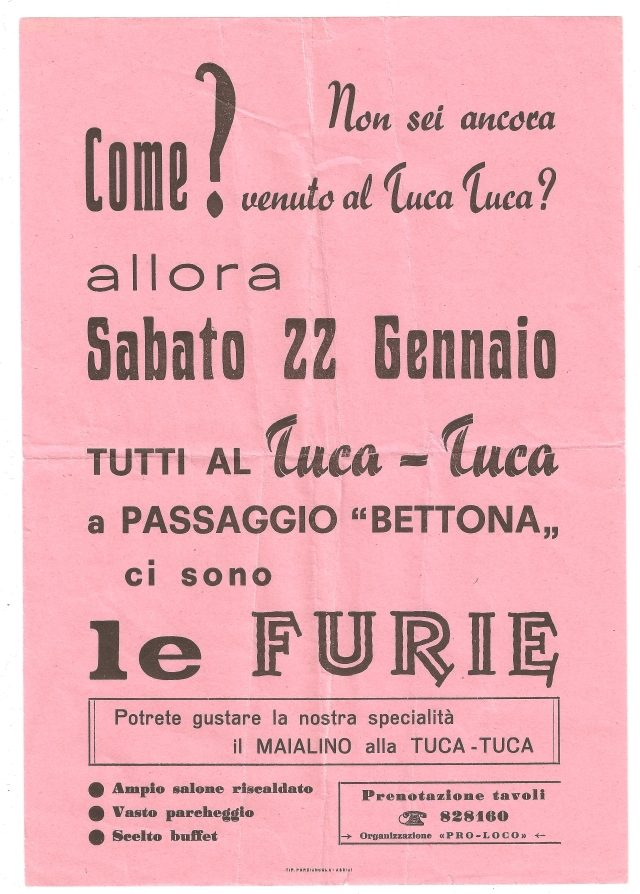 Come? Non sei ancora
venuto al Tuca Tuca?
allora
Sabato 22 Gennaio
TUTTI AL Tuca - Tuca
a PASSAGGIO “BETTONA„
ci sono
le FURIE
Potrete gustare la nostra specialità
il MAIALINO alla TUCA-TUCA
● Ampio salone riscaldato
● Vasto parcheggio
● Scelto buffet
Prenotazione tavoli
☎ 828160
→ Organizzazione «PRO-LOCO» ←